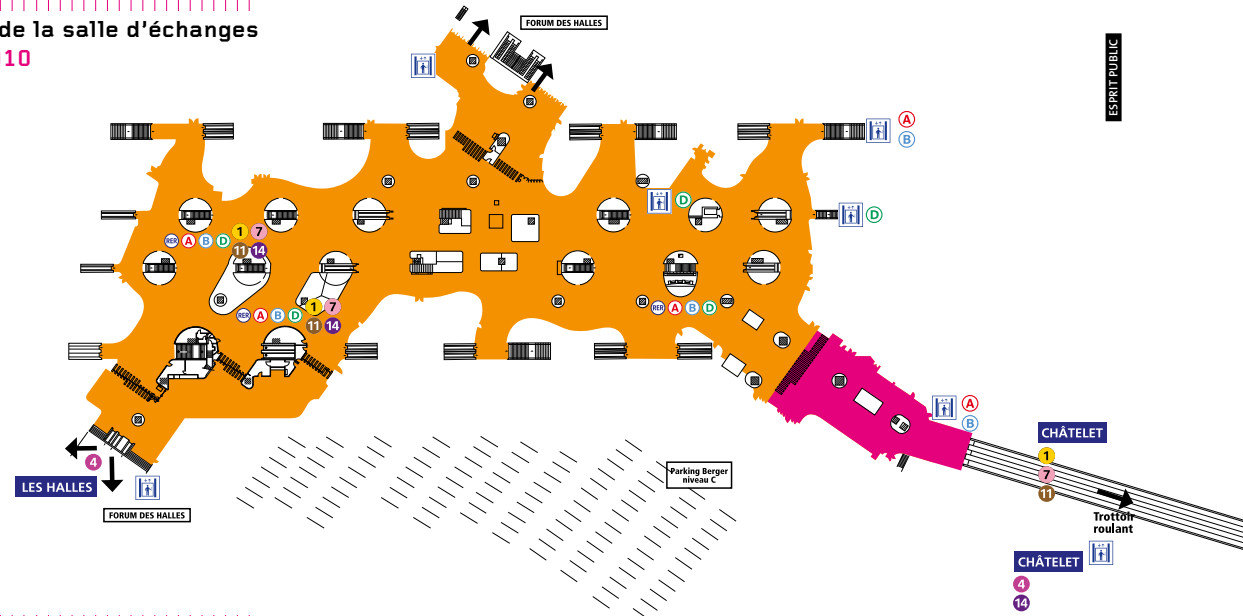 de la salle d'échanges
010
FORUM DES HALLES
ESPRIT PUBLIC
A
B
D
D
1 7
RER A B D
11 14
1 7
RER A B D
11 14
RER A B D
A
B
CHÂTELET
1
7
11
Trottoir
roulant
4
LES HALLES
FORUM DES HALLES
Parking Berger
niveau C
CHÂTELET
4
14